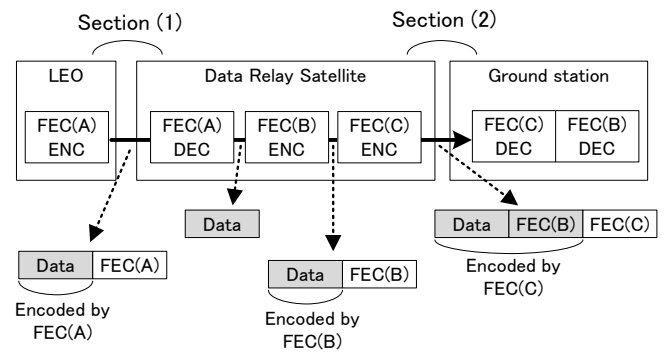 Section (1)
Section (2)
LEO
Data Relay Satellite
Ground station
FEC(A)
ENC
FEC(A)
DEC
FEC(B)
ENC
FEC(C)
ENC
FEC(C)
DEC
FEC(B)
DEC
Data
Data FEC(B) FEC(C)
Encoded by
FEC(C)
Data FEC(A)
Encoded by
FEC(A)
Data FEC(B)
Encoded by
FEC(B)